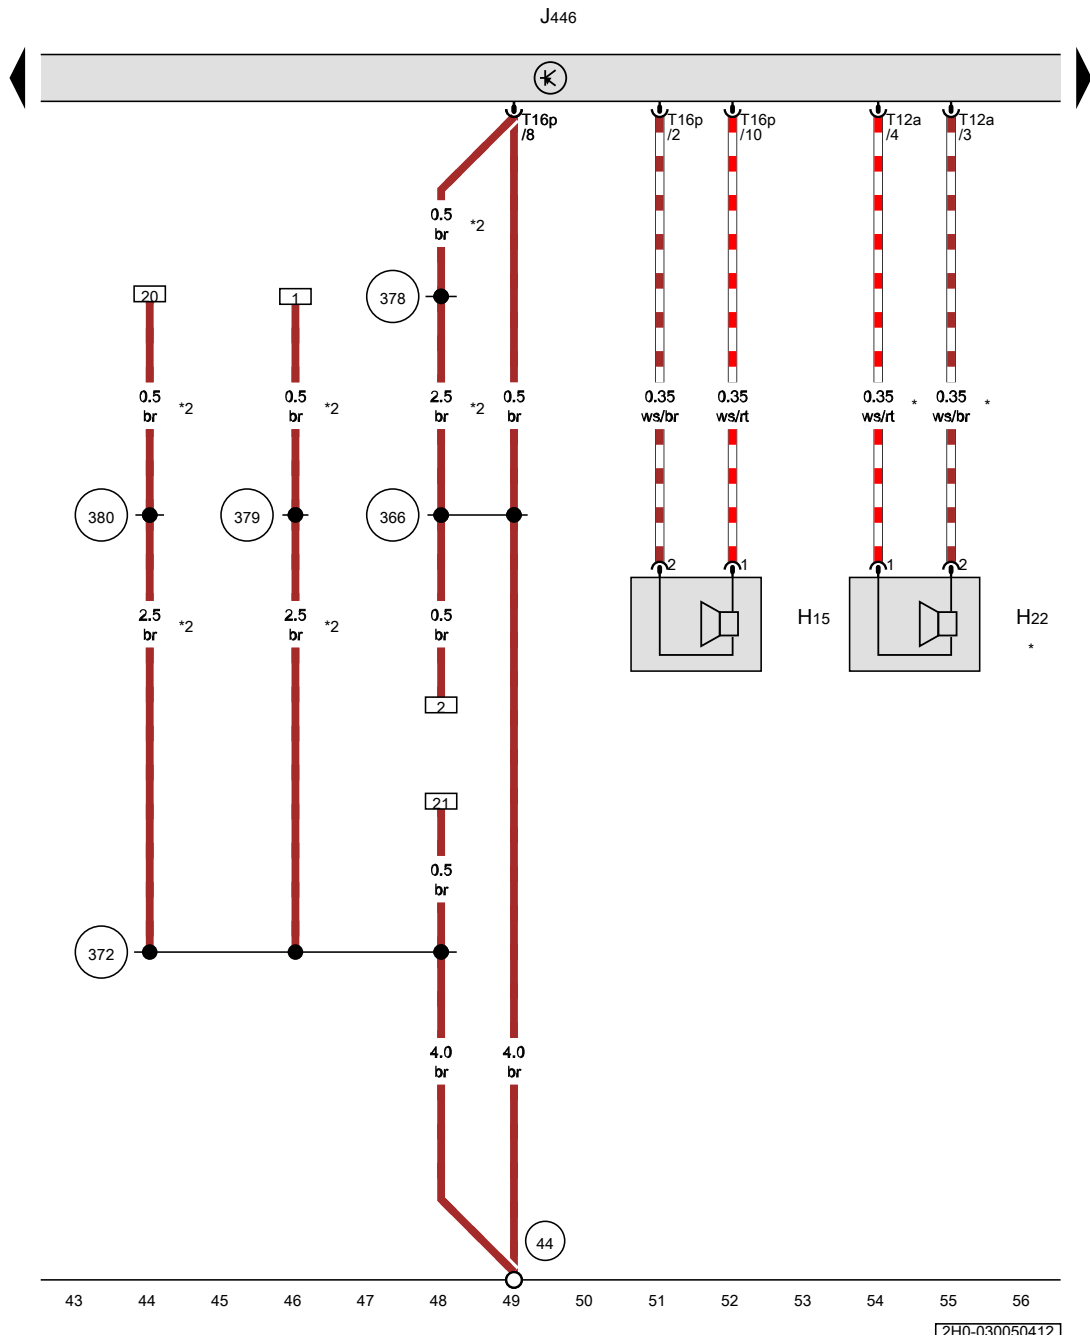 J446
T16p
/8
T16p
/2
T16p
/10
T12a
/4
T12a
/3
0.5
br
*2
20
1
378
0.5
br
*2
0.5
br
*2
2.5
br
*2
0.5
br
0.35
ws/br
0.35
ws/rt
0.35
ws/rt
*
0.35
ws/br
*
380
379
366
2
1
1
2
2.5
br
*2
2.5
br
*2
0.5
br
H15
H22
*
2
21
0.5
br
372
4.0
br
4.0
br
44
43 44 45 46 47 48 49 50 51 52 53 54 55 56
2H0-030050412